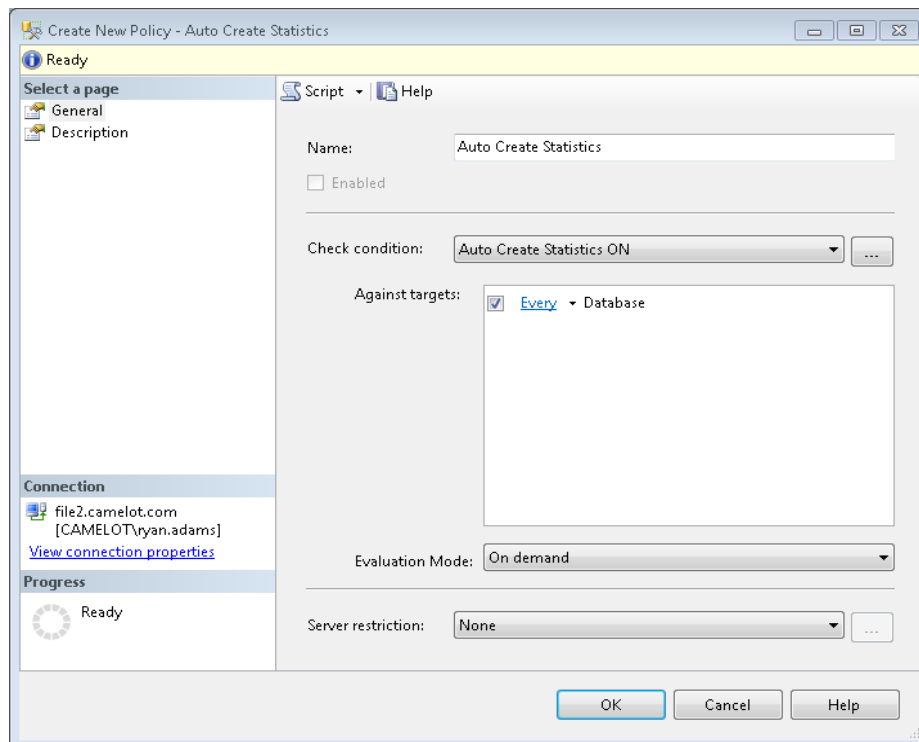 Create New Policy - Auto Create Statistics
Ready
Select a page
General
Description
Script Help
Name: Auto Create Statistics
Enabled
Check condition: Auto Create Statistics ON ...
Against targets: Every Database
Evaluation Mode: On demand
Server restriction: None ...
Connection
file2.camelot.com
[CAMELOT\ryan.adams]
View connection properties
Progress
Ready
OK Cancel Help